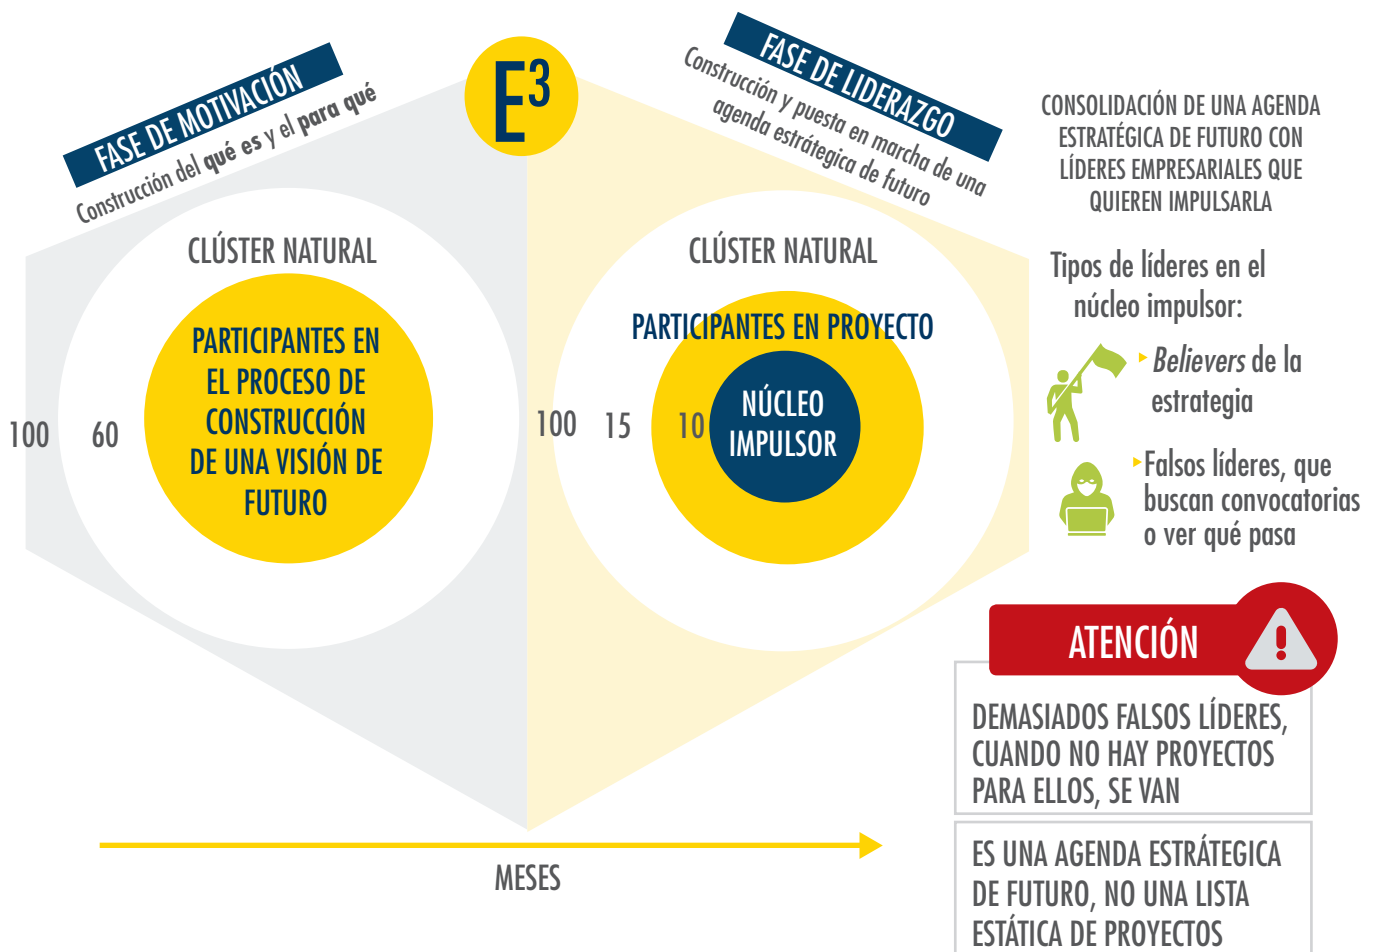 FASE DE MOTIVACIÓN
Construcción del qué es y el para qué
E³
FASE DE LIDERAZGO
Construcción y puesta en marcha de una
agenda estrátegica de futuro
CLÚSTER NATURAL
PARTICIPANTES EN
EL PROCESO DE
CONSTRUCCIÓN
DE UNA VISIÓN DE
FUTURO
100
60
CLÚSTER NATURAL
PARTICIPANTES EN PROYECTO
NÚCLEO
IMPULSOR
100
15
10
MESES
CONSOLIDACIÓN DE UNA AGENDA
ESTRATÉGICA DE FUTURO CON
LÍDERES EMPRESARIALES QUE
QUIEREN IMPULSARLA
Tipos de líderes en el
núcleo impulsor:
Believers de la
estrategia
Falsos líderes, que
buscan convocatorias
o ver qué pasa
ATENCIÓN
DEMASIADOS FALSOS LÍDERES,
CUANDO NO HAY PROYECTOS
PARA ELLOS, SE VAN
ES UNA AGENDA ESTRÁTEGICA
DE FUTURO, NO UNA LISTA
ESTÁTICA DE PROYECTOS